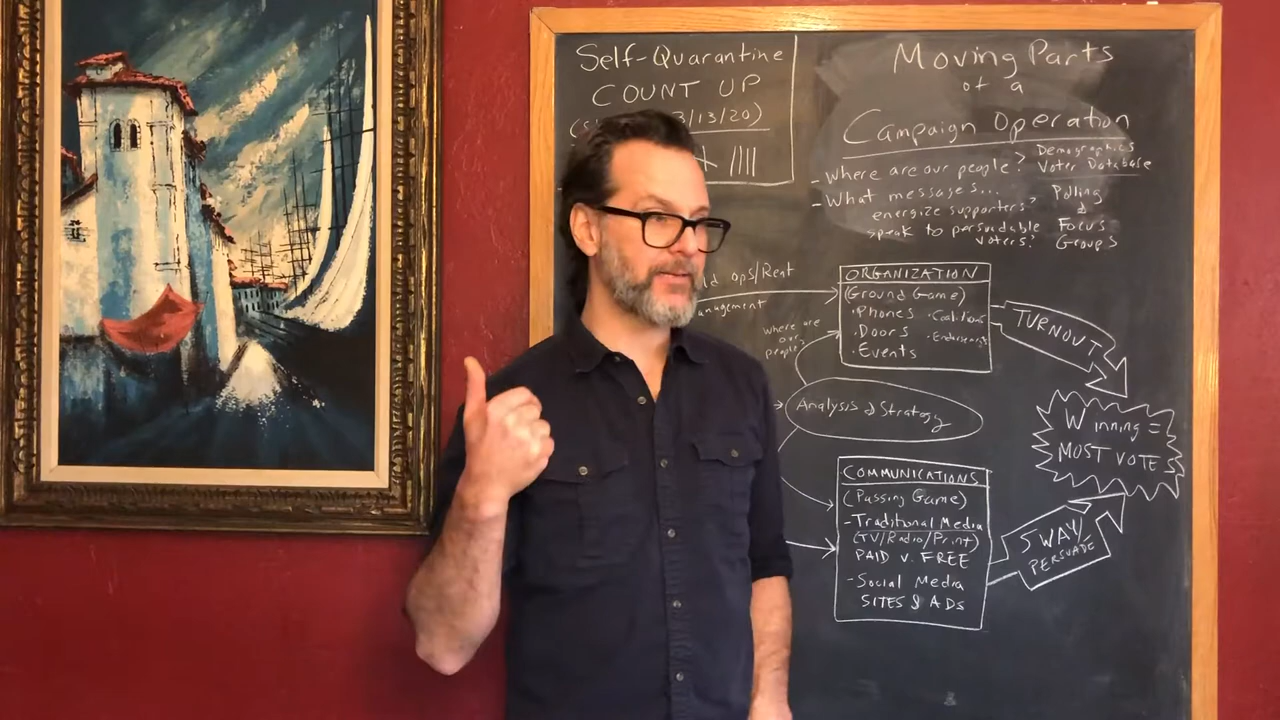 Self-Quarantine
COUNT UP
3/13/20)
||||
Moving Parts
of a
Campaign Operation
- Where are our people?
Demographics
Voter Database
- What messages...
energize supporters?
speak to persuadable
voters?
Polling
&
Focus
Groups
ops/Rent
where are
our
people?
ORGANIZATION
(Ground Game)
• Phones • Coalitions
• Doors
• Events
TURNOUT
Analysis & Strategy
Winning =
MOST VOTES
COMMUNICATIONS
(Passing Game)
- Traditional Media
(TV/Radio/Print)
PAID v. FREE
- Social Media
SITES & ADS
SWAY/
PERSUADE